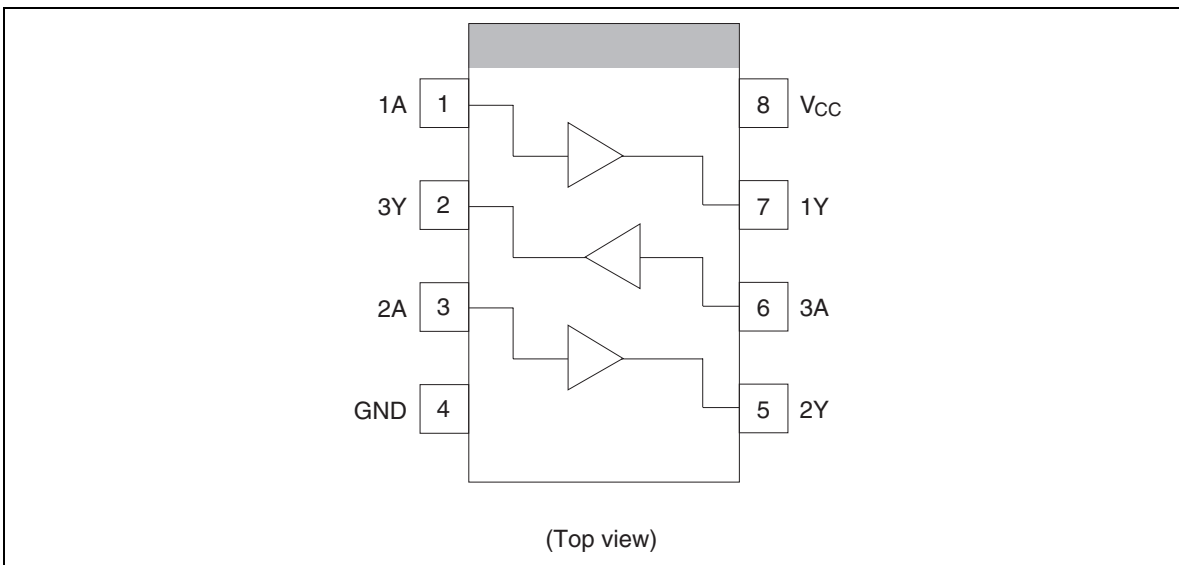 1A 1 8 VCC
3Y 2 7 1Y
2A 3 6 3A
GND 4 5 2Y
(Top view)